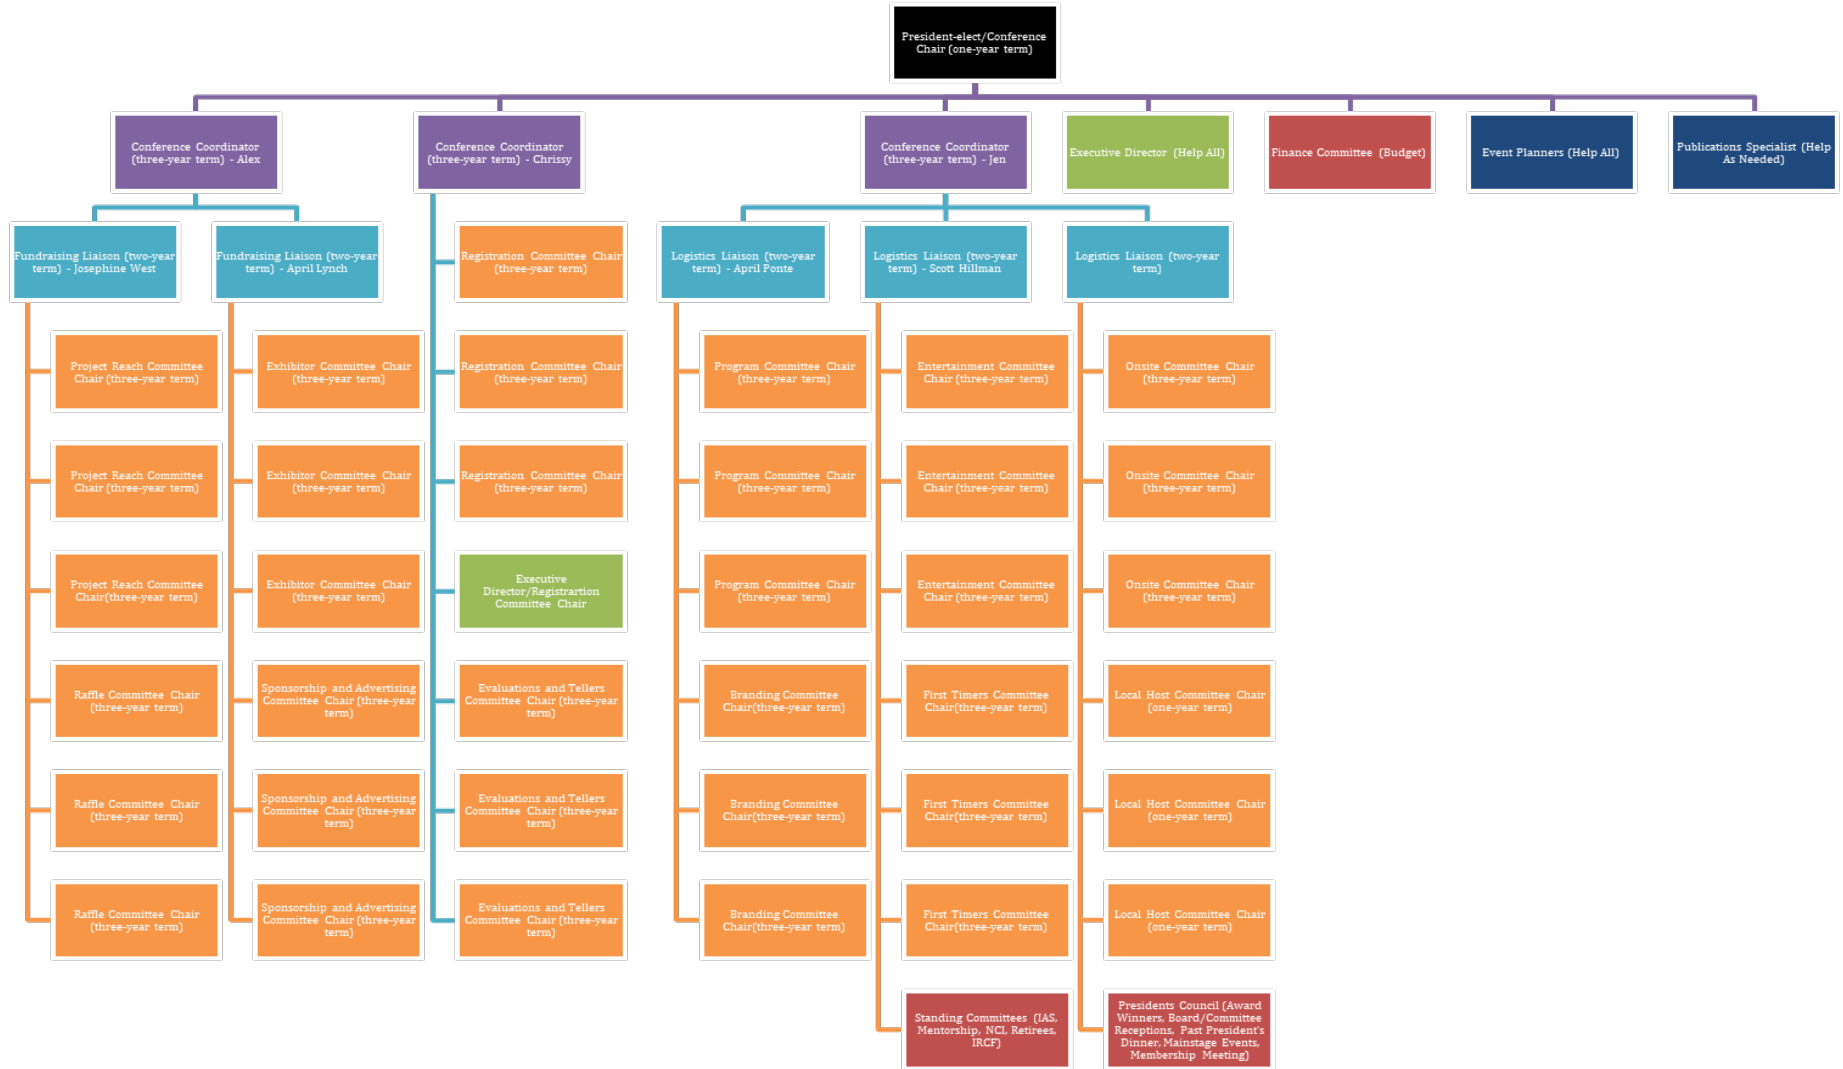 President-elect/Conference
Chair (one-year term)
Conference Coordinator
(three-year term) - Alex
Conference Coordinator
(three-year term) - Chrissy
Conference Coordinator
(three-year term) - Jen
Executive Director (Help All)
Finance Committee (Budget)
Event Planners (Help All)
Publications Specialist (Help
As Needed)
Fundraising Liaison (two-year
term) - Josephine West
Fundraising Liaison (two-year
term) - April Lynch
Registration Committee Chair
(three-year term)
Logistics Liaison (two-year
term) - April Ponte
Logistics Liaison (two-year
term) - Scott Hillman
Logistics Liaison (two-year
term)
Project Reach Committee
Chair (three-year term)
Exhibitor Committee Chair
(three-year term)
Registration Committee Chair
(three-year term)
Program Committee Chair
(three-year term)
Entertainment Committee
Chair (three-year term)
Onsite Committee Chair
(three-year term)
Project Reach Committee
Chair (three-year term)
Exhibitor Committee Chair
(three-year term)
Registration Committee Chair
(three-year term)
Program Committee Chair
(three-year term)
Entertainment Committee
Chair (three-year term)
Onsite Committee Chair
(three-year term)
Project Reach Committee
Chair(three-year term)
Exhibitor Committee Chair
(three-year term)
Executive
Director/Registrartion
Committee Chair
Program Committee Chair
(three-year term)
Entertainment Committee
Chair (three-year term)
Onsite Committee Chair
(three-year term)
Raffle Committee Chair
(three-year term)
Sponsorship and Advertising
Committee Chair (three-year
term)
Evaluations and Tellers
Committee Chair (three-year
term)
Branding Committee
Chair(three-year term)
First Timers Committee
Chair(three-year term)
Local Host Committee Chair
(one-year term)
Raffle Committee Chair
(three-year term)
Sponsorship and Advertising
Committee Chair (three-year
term)
Evaluations and Tellers
Committee Chair (three-year
term)
Branding Committee
Chair(three-year term)
First Timers Committee
Chair(three-year term)
Local Host Committee Chair
(one-year term)
Raffle Committee Chair
(three-year term)
Sponsorship and Advertising
Committee Chair (three-year
term)
Evaluations and Tellers
Committee Chair (three-year
term)
Branding Committee
Chair(three-year term)
First Timers Committee
Chair(three-year term)
Local Host Committee Chair
(one-year term)
Standing Committees (IAS,
Mentorship, NCI, Retirees,
IRCF)
Presidents Council (Award
Winners, Board/Committee
Receptions, Past President's
Dinner, Mainstage Events,
Membership Meeting)